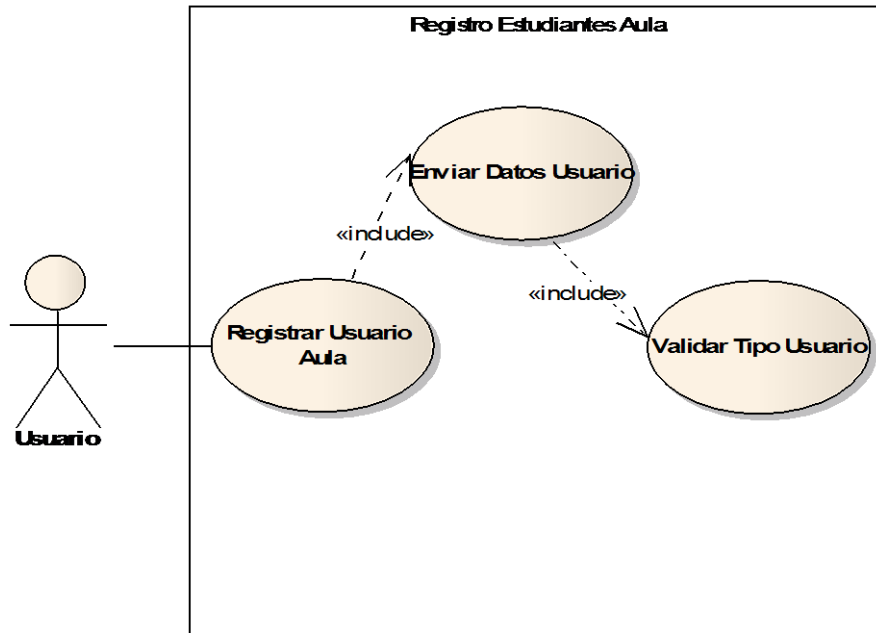 Registro Estudiantes Aula
Enviar Datos Usuario
«include»
«include»
Registrar Usuario
Aula
Validar Tipo Usuario
Usuario